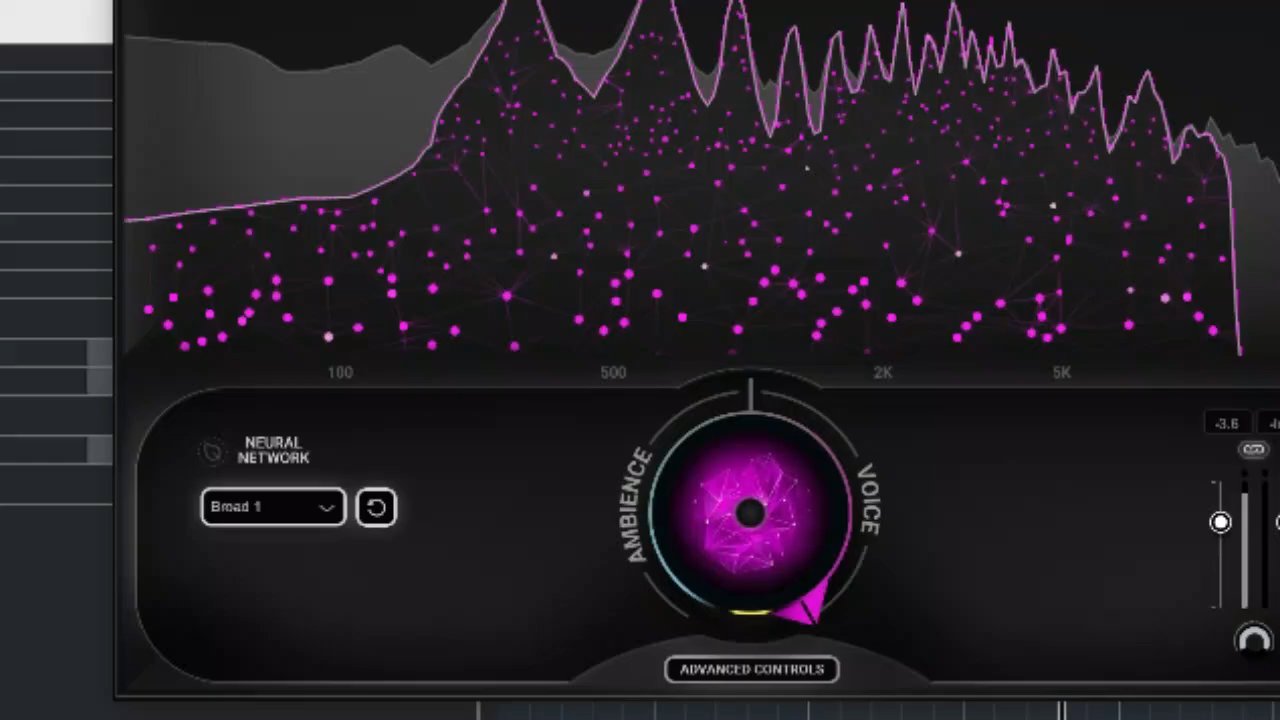 100 500 2K 5K
NEURAL
NETWORK
Broad 1
AMBIENCE
VOICE
-3.6
ADVANCED CONTROLS